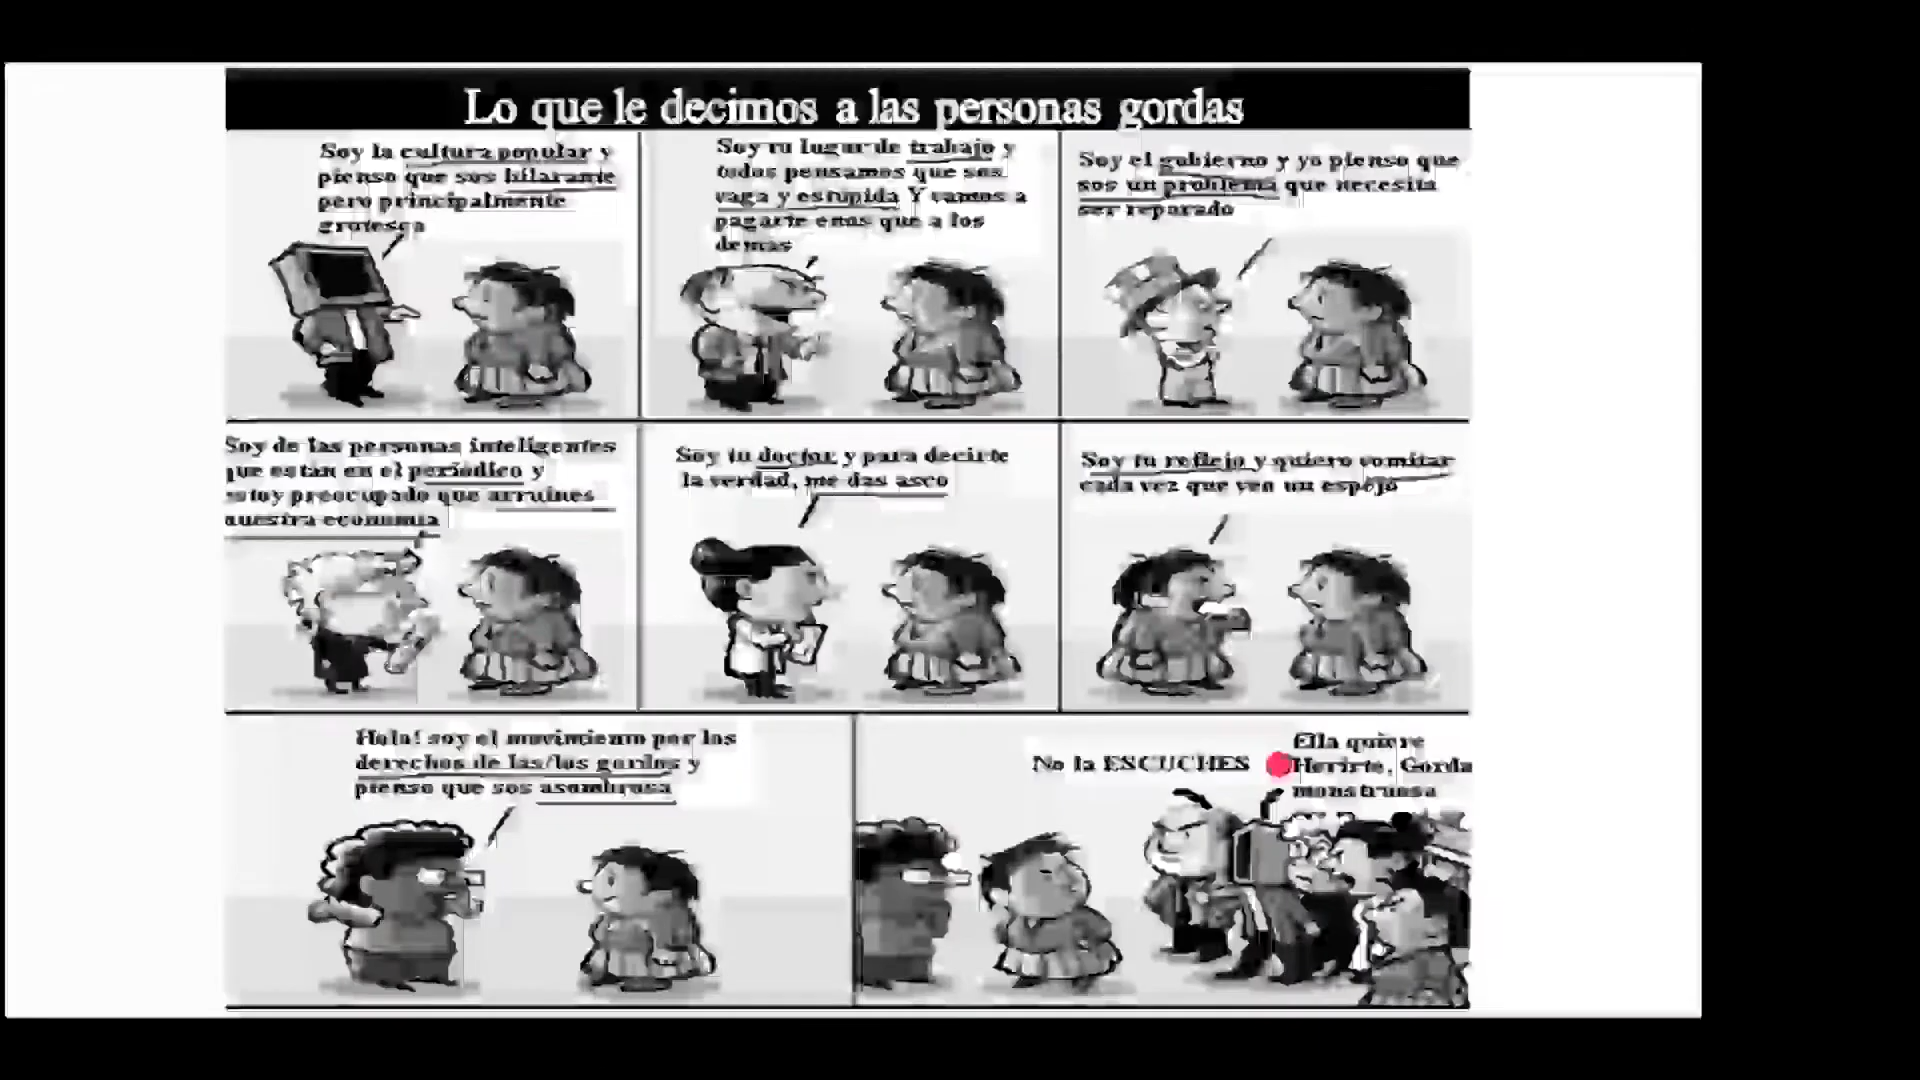 Lo que le decimos a las personas gordas
Soy la cultura popular y
pienso que sos hilarante
pero principalmente
grotesca
Soy tu lugar de trabajo y
todos pensamos que sos
vaga y estupida Y vamos a
pagarte enos que a los
demas
Soy el gobierno y yo pienso que
sos un problema que necesita
ser reparado
Soy de las personas inteligentes
que estan en el periodico y
estoy preocupado que arruines
nuestra economia
Soy tu doctor y para decirte
la verdad, me das asco
Soy tu reflejo y quiero vomitar
cada vez que veo un espejo
Hola! soy el movimiento por los
derechos de las/los gordos y
pienso que sos asombrosa
No la ESCUCHES
Ella quiere
Herirte, Gorda
monstruosa